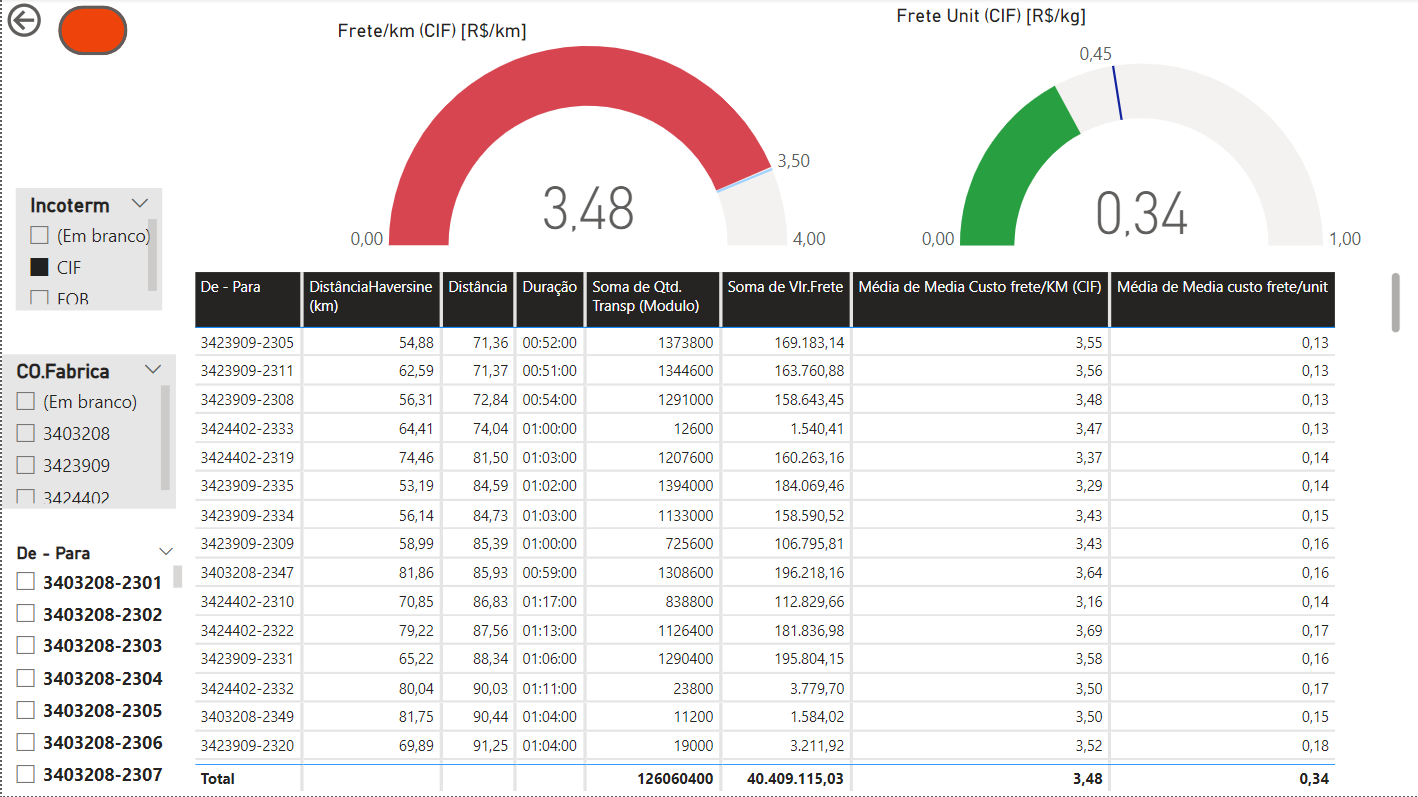 Frete/km (CIF) [R$/km]
3,50
3,48
0,00
4,00
Frete Unit (CIF) [R$/kg]
0,45
0,34
0,00
1,00
Incoterm
(Em branco)
CIF
FOB
CO.Fabrica
(Em branco)
3403208
3423909
3424402
De - Para
3403208-2301
3403208-2302
3403208-2303
3403208-2304
3403208-2305
3403208-2306
3403208-2307
De - Para DistânciaHaversine (km) Distância Duração Soma de Qtd. Transp (Modulo) Soma de Vlr.Frete Média de Media Custo frete/KM (CIF) Média de Media custo frete/unit
3423909-2305 54,88 71,36 00:52:00 1373800 169.183,14 3,55 0,13
3423909-2311 62,59 71,37 00:51:00 1344600 163.760,88 3,56 0,13
3423909-2308 56,31 72,84 00:54:00 1291000 158.643,45 3,48 0,13
3424402-2333 64,41 74,04 01:00:00 12600 1.540,41 3,47 0,13
3424402-2319 74,46 81,50 01:03:00 1207600 160.263,16 3,37 0,14
3423909-2335 53,19 84,59 01:02:00 1394000 184.069,46 3,29 0,14
3423909-2334 56,14 84,73 01:03:00 1133000 158.590,52 3,43 0,15
3423909-2309 58,99 85,39 01:00:00 725600 106.795,81 3,43 0,16
3403208-2347 81,86 85,93 00:59:00 1308600 196.218,16 3,64 0,16
3424402-2310 70,85 86,83 01:17:00 838800 112.829,66 3,16 0,14
3424402-2322 79,22 87,56 01:13:00 1126400 181.836,98 3,69 0,17
3423909-2331 65,22 88,34 01:06:00 1290400 195.804,15 3,58 0,16
3424402-2332 80,04 90,03 01:11:00 23800 3.779,70 3,50 0,17
3403208-2349 81,75 90,44 01:04:00 11200 1.584,02 3,50 0,15
3423909-2320 69,89 91,25 01:04:00 19000 3.211,92 3,52 0,18
Total 126060400 40.409.115,03 3,48 0,34